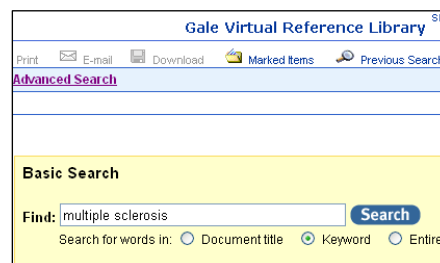 Gale Virtual Reference Library
Print E-mail Download Marked Items Previous Search
Advanced Search
Basic Search
Find: multiple sclerosis Search
Search for words in: Document title Keyword Entire